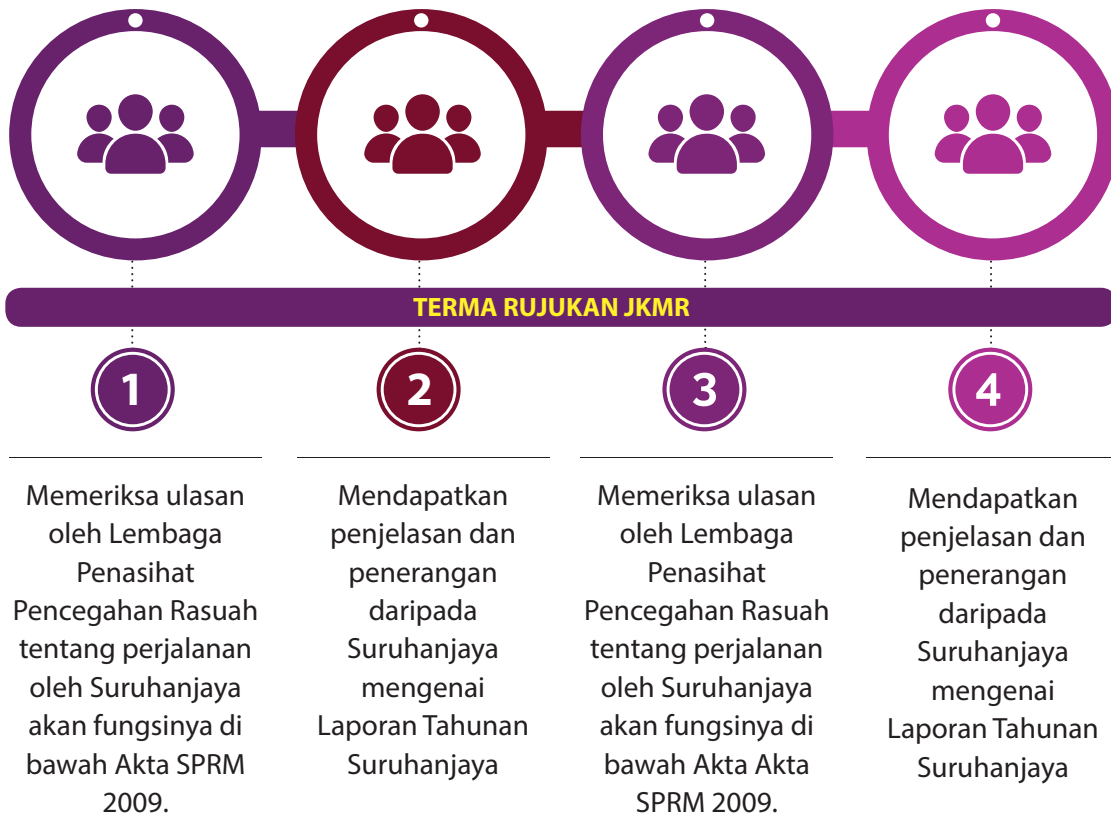 TERMA RUJUKAN JKMR
1
Memeriksa ulasan
oleh Lembaga
Penasihat
Pencegahan Rasuah
tentang perjalanan
oleh Suruhanjaya
akan fungsinya di
bawah Akta SPRM
2009.
2
Mendapatkan
penjelasan dan
penerangan
daripada
Suruhanjaya
mengenai
Laporan Tahunan
Suruhanjaya
3
Memeriksa ulasan
oleh Lembaga
Penasihat
Pencegahan Rasuah
tentang perjalanan
oleh Suruhanjaya
akan fungsinya di
bawah Akta Akta
SPRM 2009.
4
Mendapatkan
penjelasan dan
penerangan
daripada
Suruhanjaya
mengenai
Laporan Tahunan
Suruhanjaya